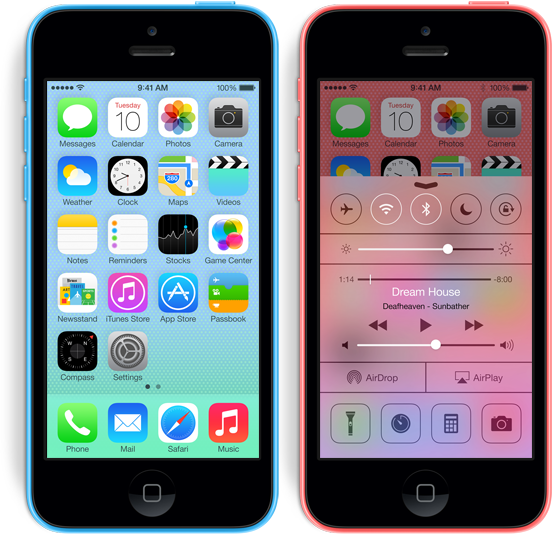 9:41 AM 100%
Tuesday
10
Messages Calendar Photos Camera
280
Weather Clock Maps Videos
Notes Reminders Stocks Game Center
Newsstand iTunes Store App Store Passbook
N
W E
S
Compass Settings
Phone Mail Safari Music
9:41 AM 100%
Tuesday
10
Messages Calendar Photos Camera
1:14 -8:00
Dream House
Deafheaven - Sunbather
AirDrop AirPlay